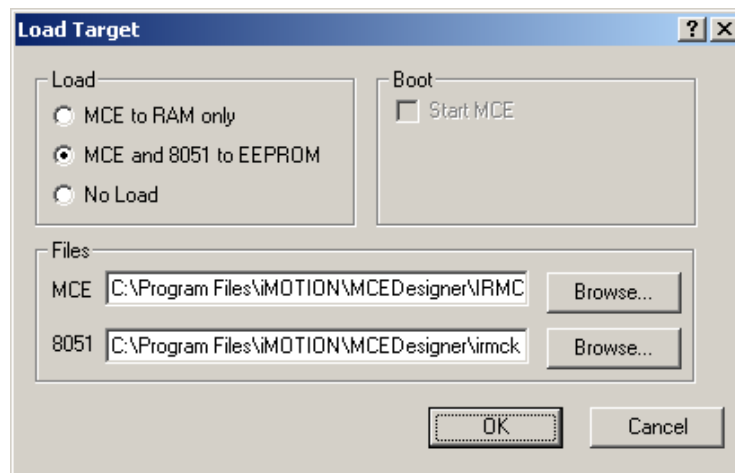 Load Target
Load
MCE to RAM only
MCE and 8051 to EEPROM
No Load
Boot
Start MCE
Files
MCE C:\Program Files\iMOTION\MCEDesigner\IRMC Browse...
8051 C:\Program Files\iMOTION\MCEDesigner\irmck Browse...
OK Cancel